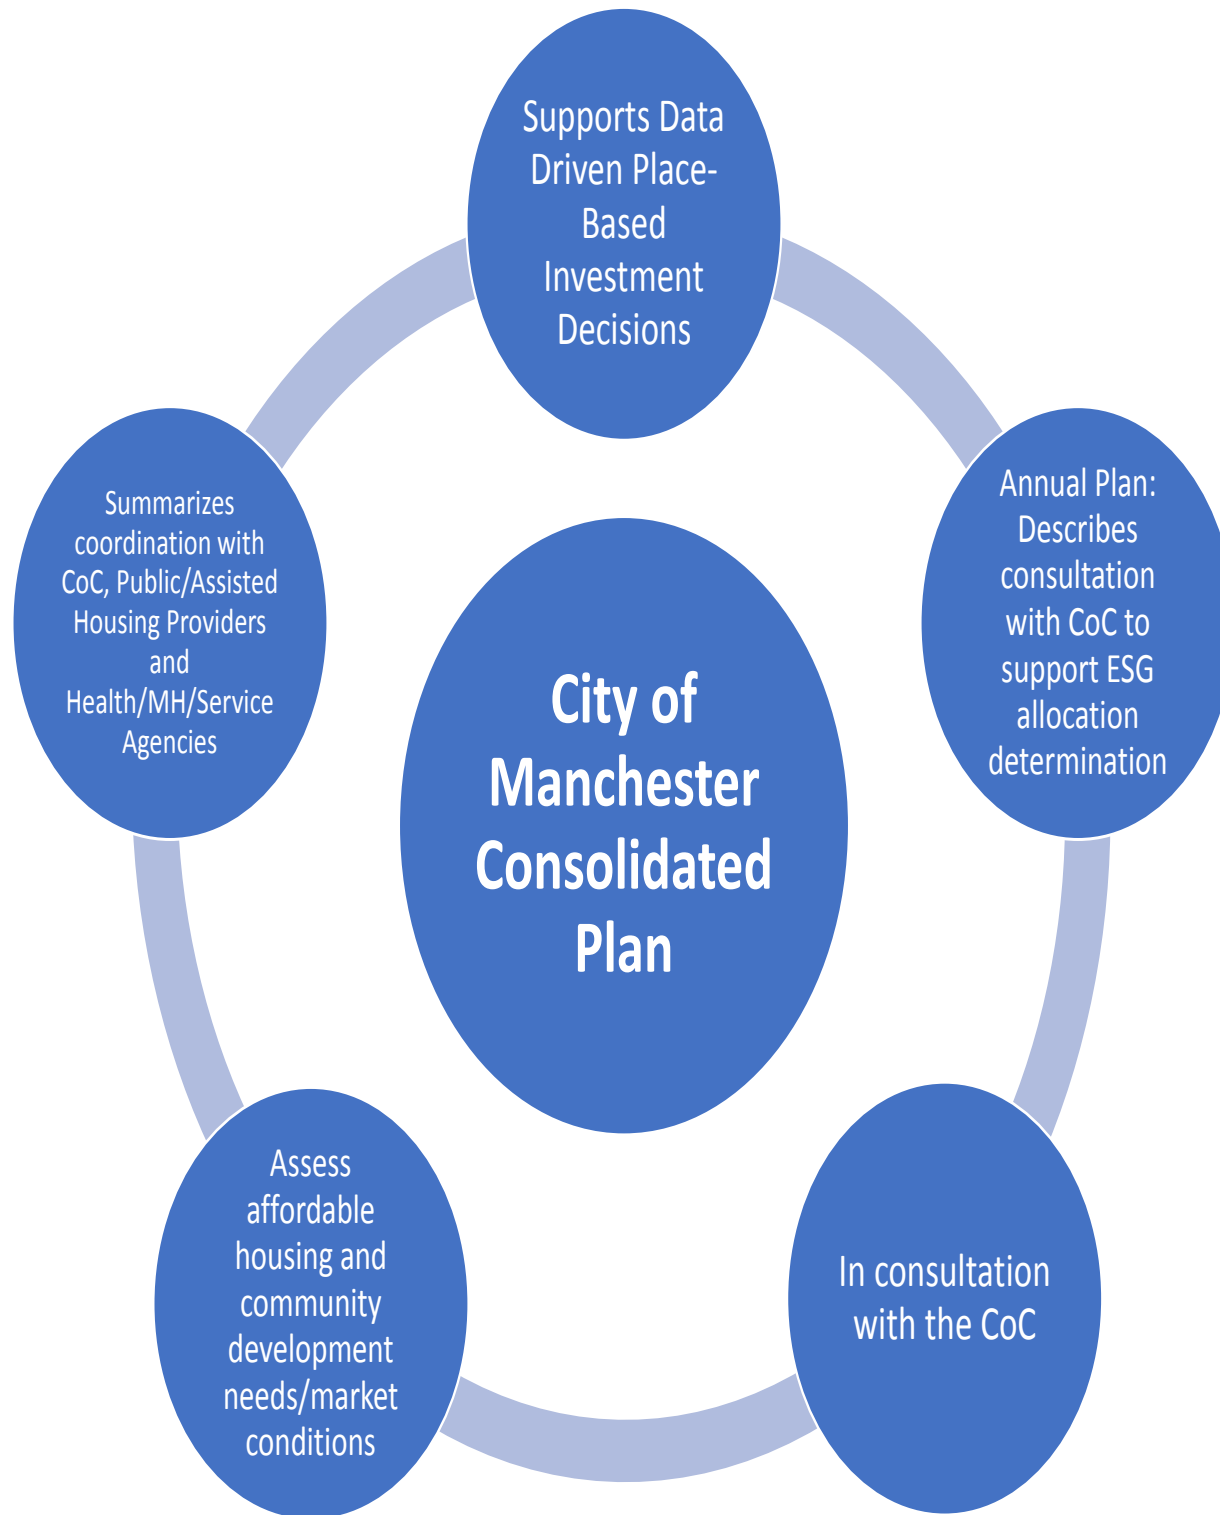 Supports Data
Driven Place-
Based
Investment
Decisions
Annual Plan:
Describes
consultation
with CoC to
support ESG
allocation
determination
In consultation
with the CoC
Assess
affordable
housing and
community
development
needs/market
conditions
Summarizes
coordination with
CoC, Public/Assisted
Housing Providers
and
Health/MH/Service
Agencies
City of
Manchester
Consolidated
Plan